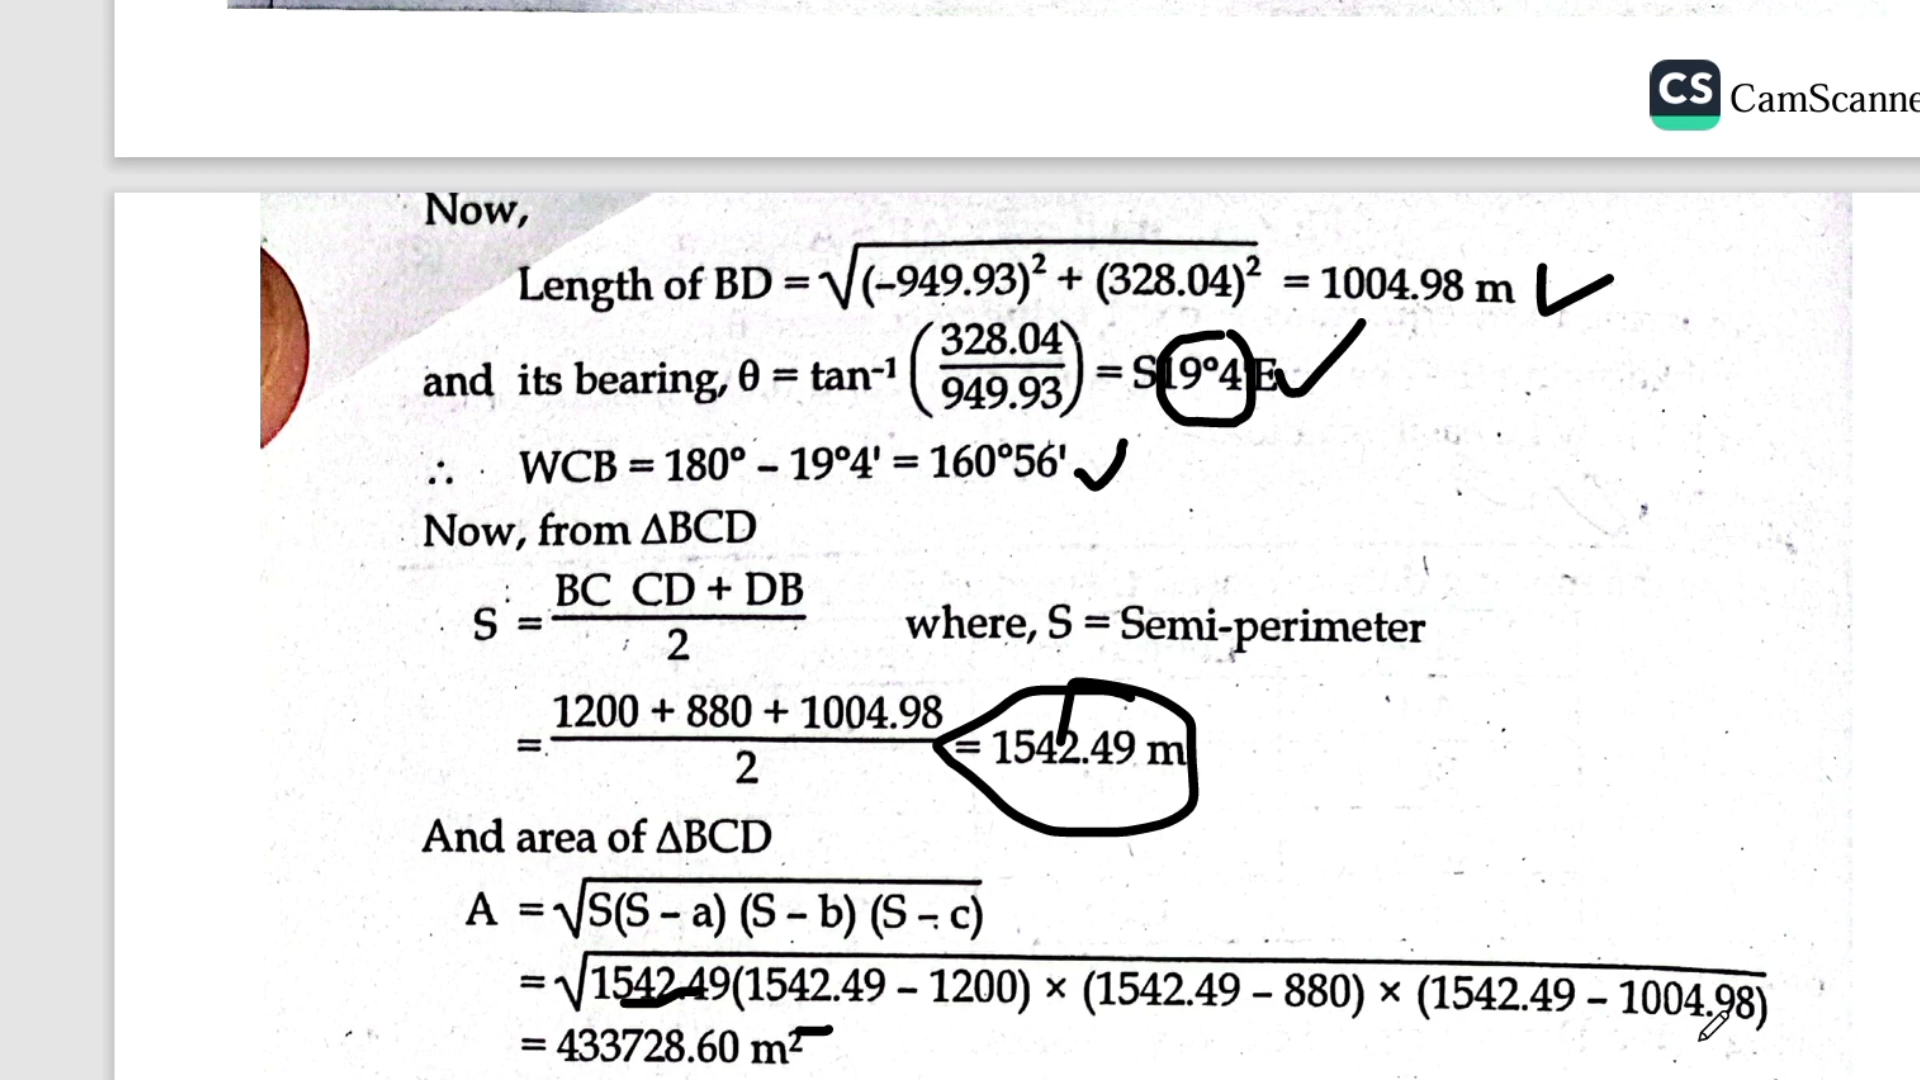 CS CamScanne
Now,
Length of BD = √(–949.93)² + (328.04)² = 1004.98 m
and its bearing, θ = tan⁻¹ (328.04/949.93) = S19°4'E
∴ WCB = 180° – 19°4' = 160°56'
Now, from ΔBCD
S = BC CD + DB / 2 where, S = Semi-perimeter
= 1200 + 880 + 1004.98 / 2 = 1542.49 m
And area of ΔBCD
A = √S(S – a) (S – b) (S – c)
= √1542.49(1542.49 – 1200) × (1542.49 – 880) × (1542.49 – 1004.98)
= 433728.60 m²